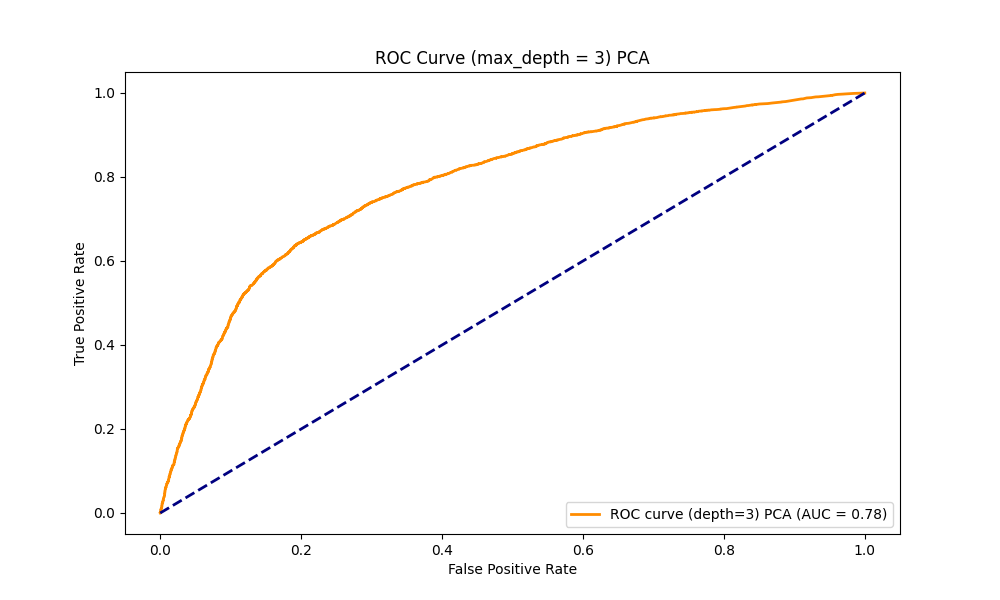 ROC Curve (max_depth = 3) PCA
True Positive Rate
1.0
0.8
0.6
0.4
0.2
0.0
ROC curve (depth=3) PCA (AUC = 0.78)
0.0 0.2 0.4 0.6 0.8 1.0
False Positive Rate